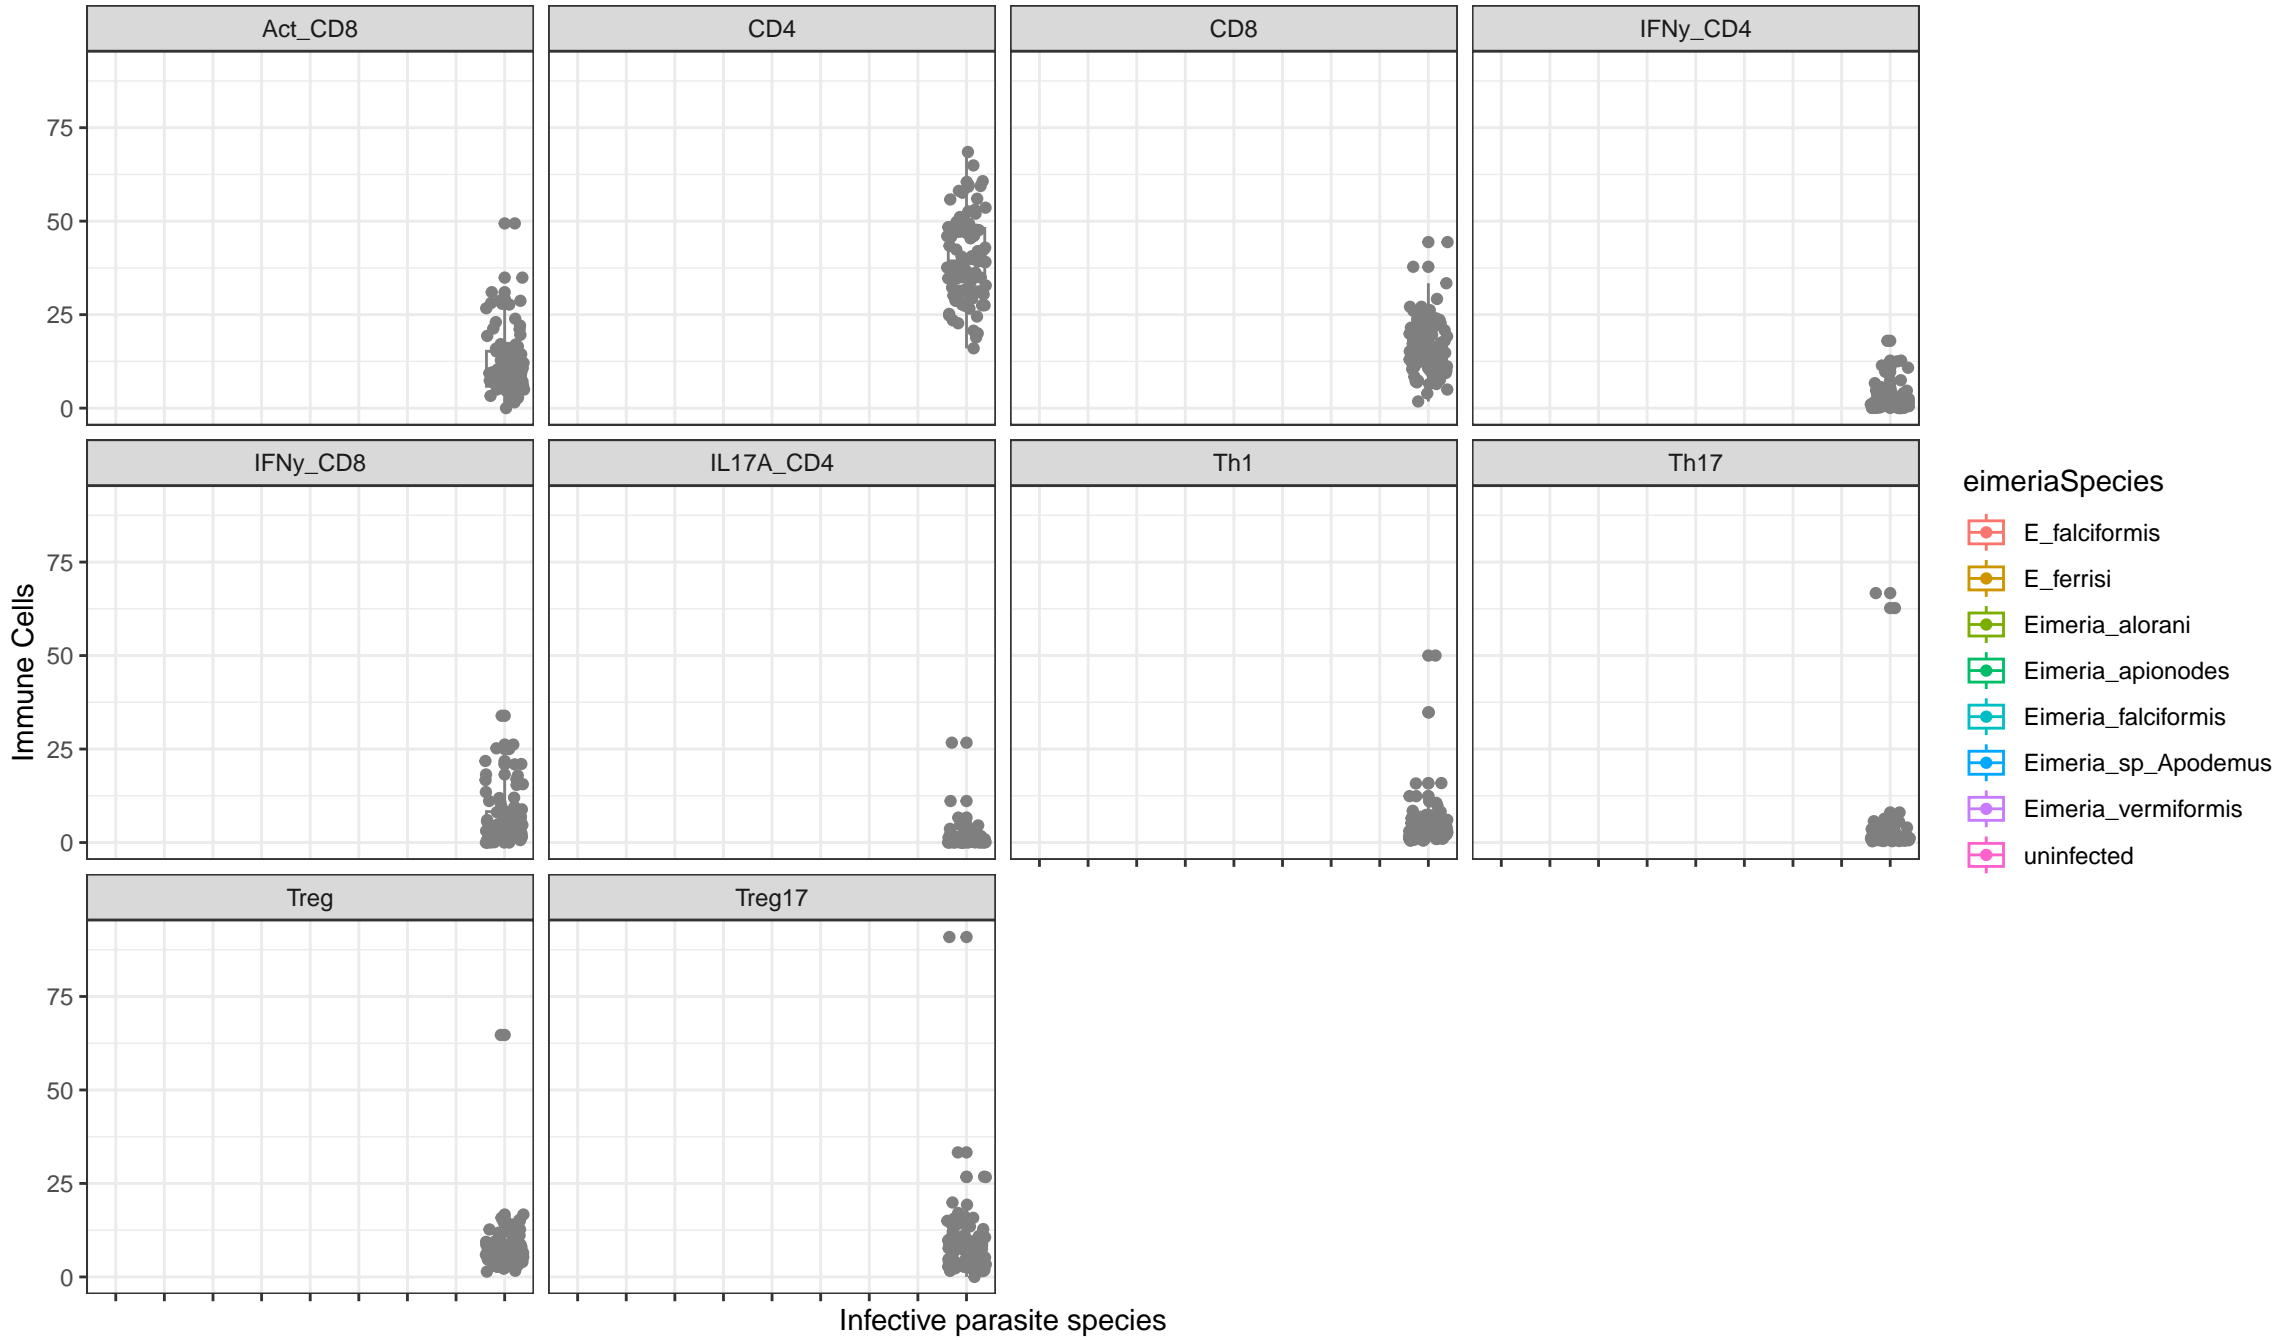 Act_CD8
CD4
CD8
IFNy_CD4
75
50
25
0
IFNy_CD8
IL17A_CD4
Th1
Th17
75
50
25
0
Treg
Treg17
75
50
25
0
Immune Cells
Infective parasite species
eimeriaSpecies
E_falciformis
E_ferrisi
Eimeria_alorani
Eimeria_apionodes
Eimeria_falciformis
Eimeria_sp_Apodemus
Eimeria_vermiformis
uninfected